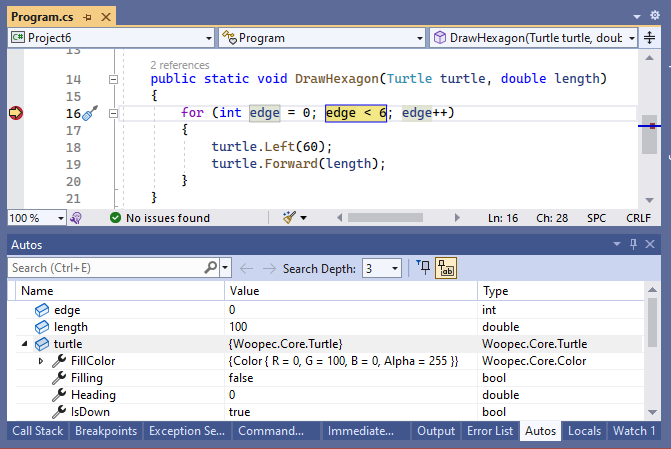 Program.cs
C# Project6 Program DrawHexagon(Turtle turtle, doub
13
2 references
14 public static void DrawHexagon(Turtle turtle, double length)
15 {
16 for (int edge = 0; edge < 6; edge++)
17 {
18 turtle.Left(60);
19 turtle.Forward(length);
20 }
21 }
100 % No issues found Ln: 16 Ch: 28 SPC CRLF
Autos
Search (Ctrl+E) Search Depth: 3
Name Value Type
edge 0 int
length 100 double
turtle {Woopec.Core.Turtle} Woopec.Core.Turtle
FillColor {Color { R = 0, G = 100, B = 0, Alpha = 255 }} Woopec.Core.Color
Filling false bool
Heading 0 double
IsDown true bool
Call Stack Breakpoints Exception Se... Command... Immediate... Output Error List Autos Locals Watch 1